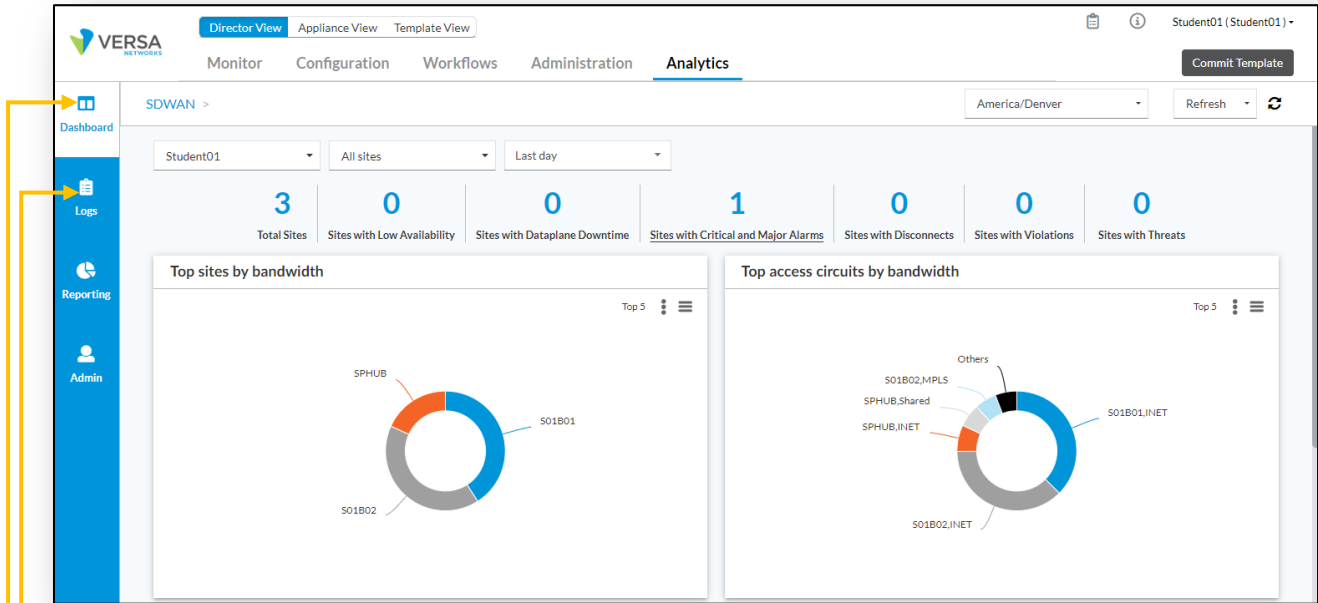 VERSA
NETWORKS
Director View Appliance View Template View
Student01 ( Student01 )
Monitor Configuration Workflows Administration Analytics
Commit Template
Dashboard
Logs
Reporting
Admin
SDWAN >
America/Denver
Refresh
Student01
All sites
Last day
3
Total Sites
0
Sites with Low Availability
0
Sites with Dataplane Downtime
1
Sites with Critical and Major Alarms
0
Sites with Disconnects
0
Sites with Violations
0
Sites with Threats
Top sites by bandwidth
Top 5
SPHUB
S01B01
S01B02
Top access circuits by bandwidth
Top 5
Others
S01B02,MPLS
SPHUB,Shared
SPHUB,INET
S01B01,INET
S01B02,INET